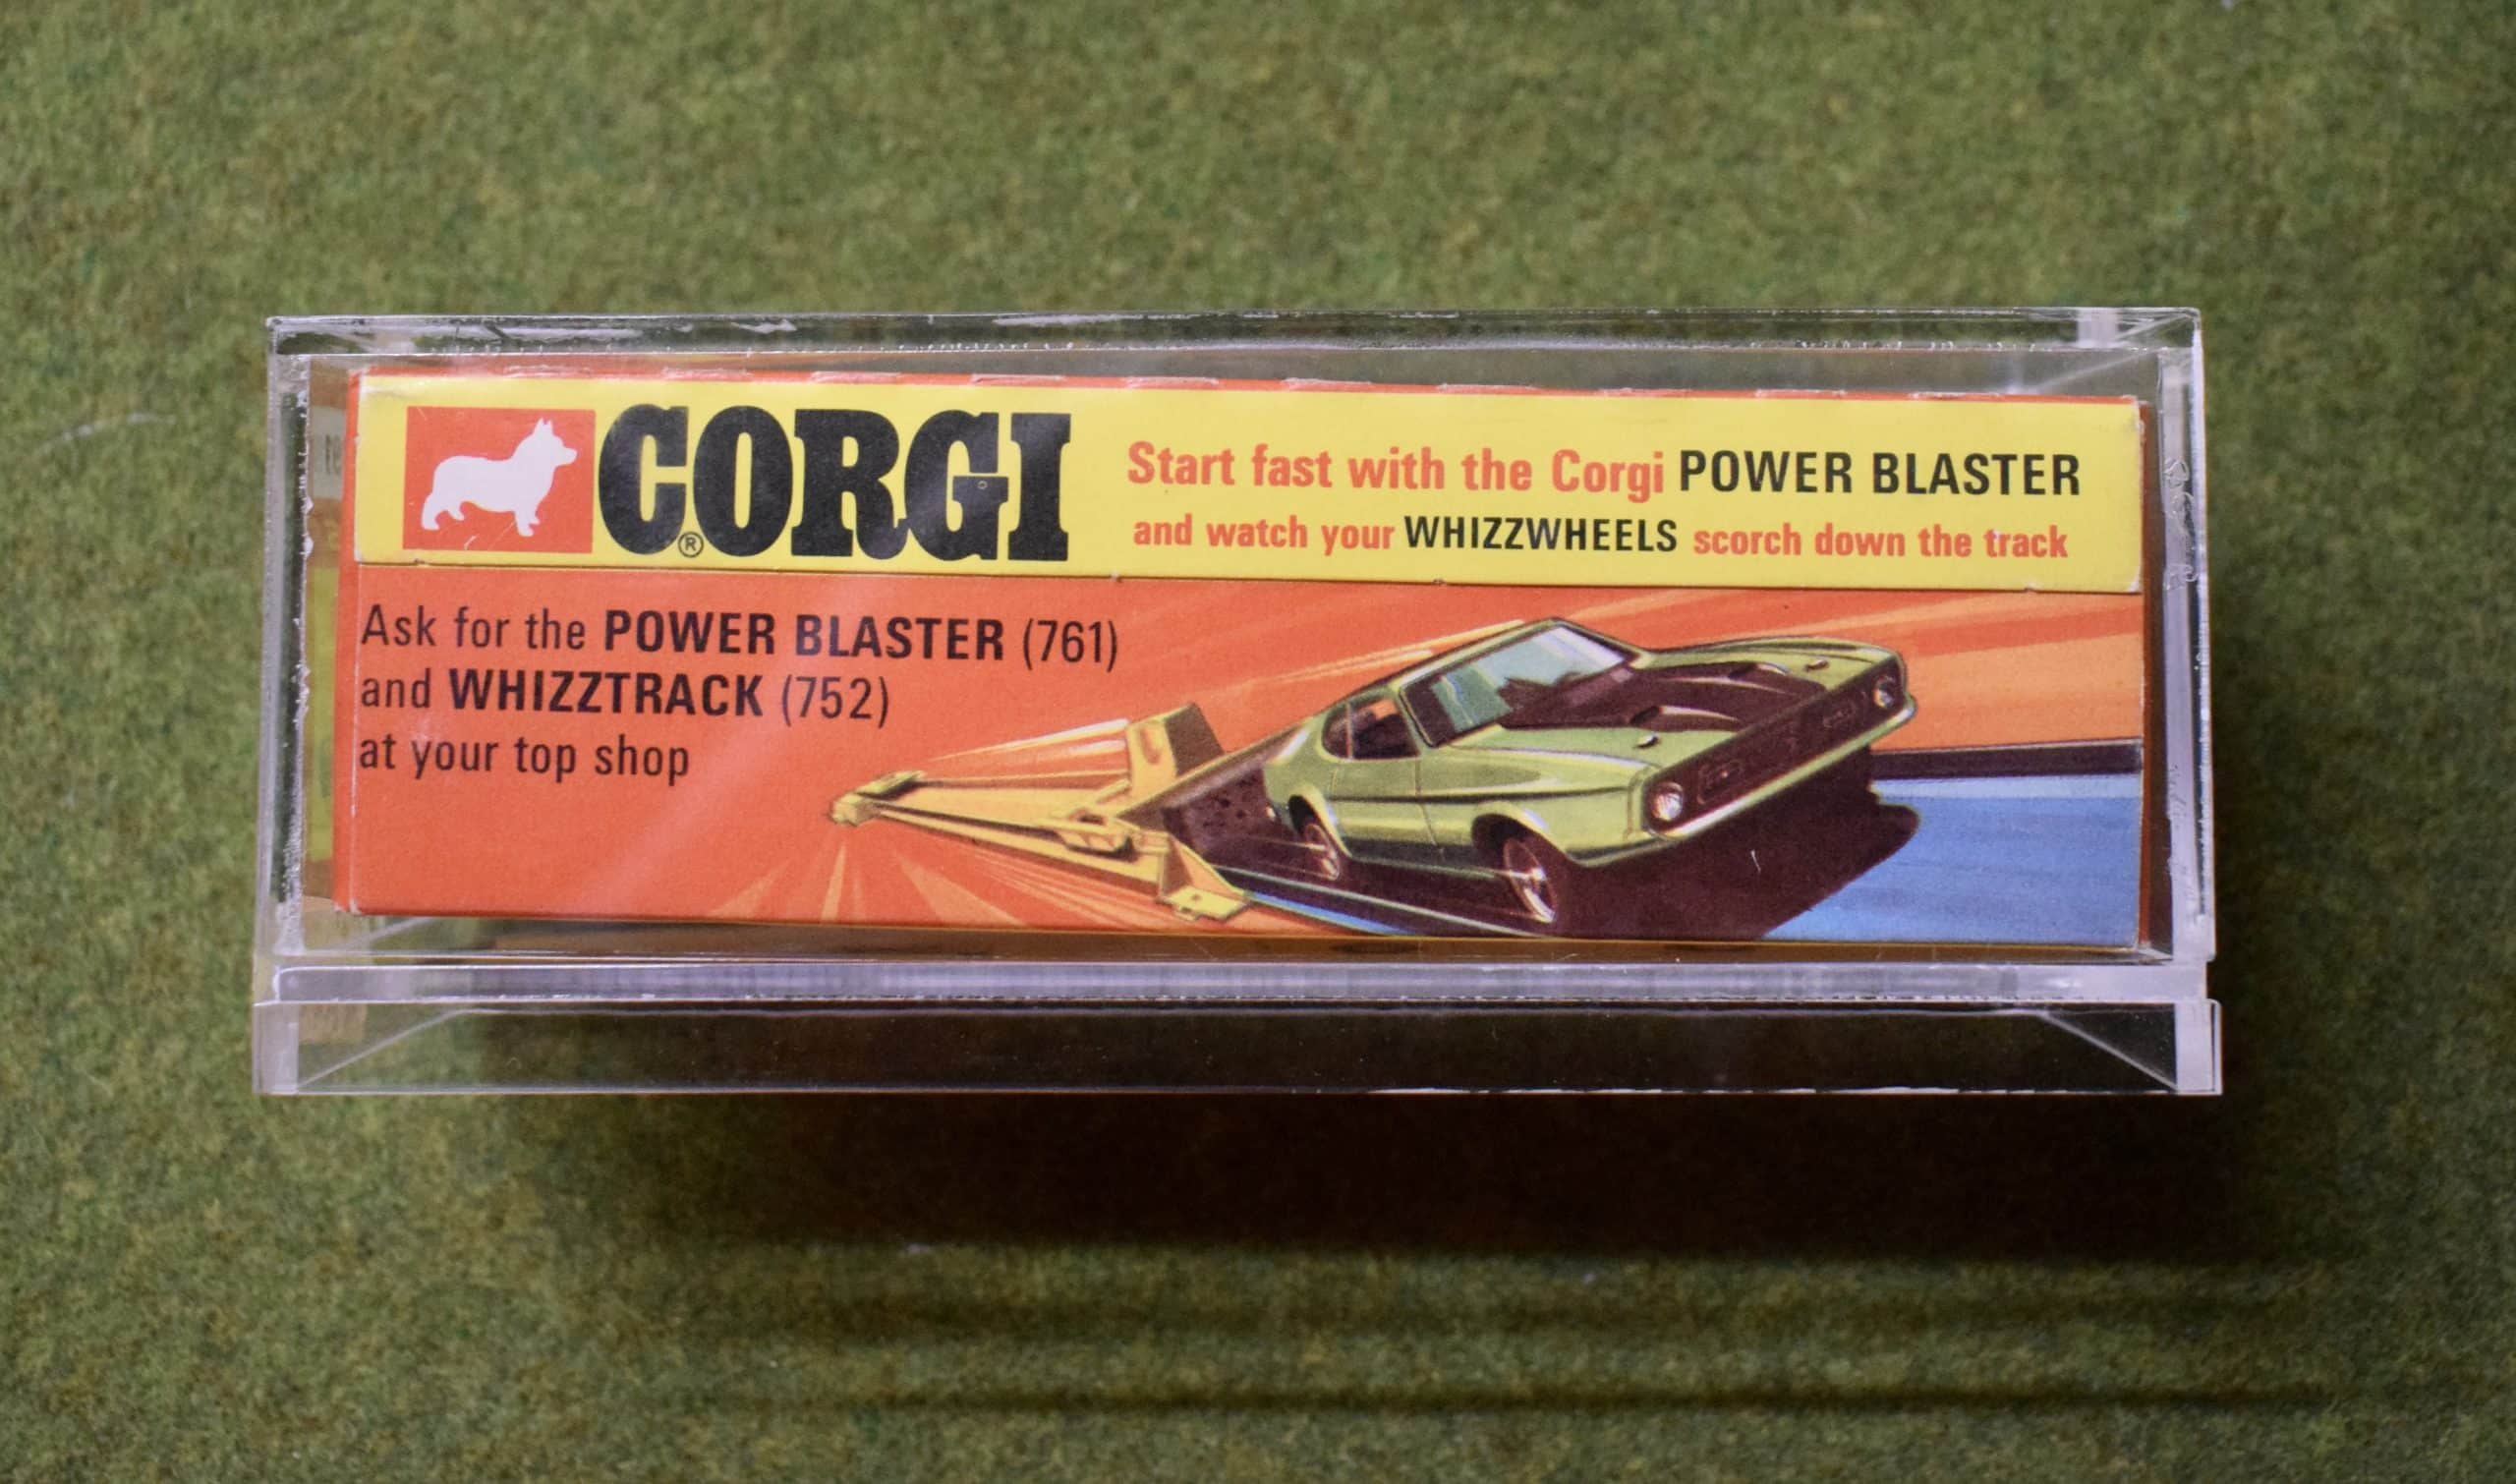 CORGI
®
Start fast with the Corgi POWER BLASTER
and watch your WHIZZWHEELS scorch down the track
Ask for the POWER BLASTER (761)
and WHIZZTRACK (752)
at your top shop